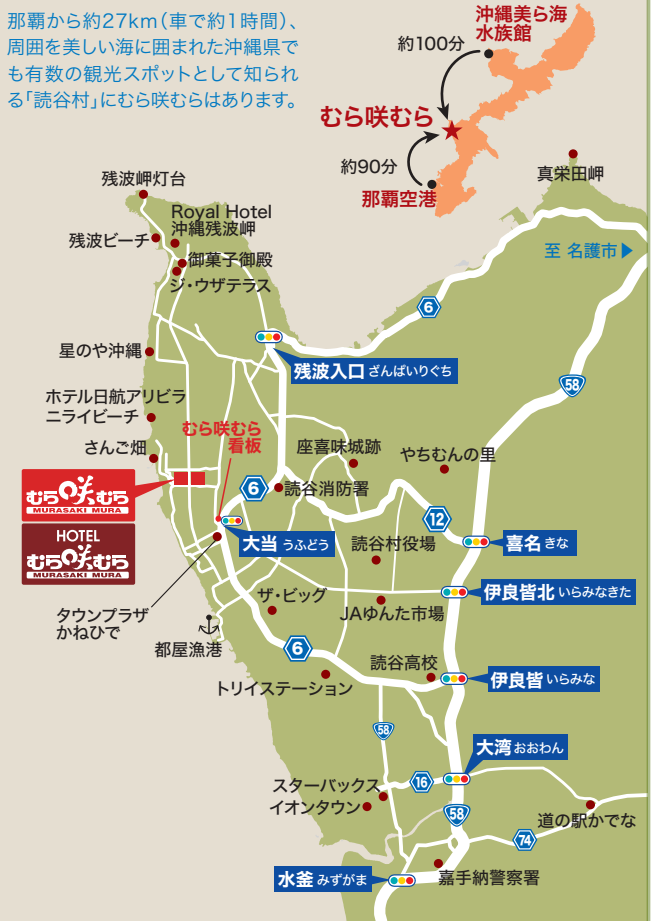 那覇から約27km（車で約1時間）、
周囲を美しい海に囲まれた沖縄県で
も有数の観光スポットとして知られ
る「読谷村」にむら咲むらはあります。
沖縄美ら海
水族館
約100分
むら咲むら
約90分
那覇空港
真栄田岬
至 名護市
残波岬灯台
Royal Hotel
沖縄残波岬
残波ビーチ
御菓子御殿
ジ・ウザテラス
6
残波入口 ざんぱいりぐち
星のや沖縄
58
ホテル日航アリビラ
ニライビーチ
むら咲むら
看板
さんご畑
座喜味城跡
やちむんの里
むら咲むら
MURASAKI MURA
6
読谷消防署
12
HOTEL
むら咲むら
MURASAKI MURA
大当 うふどう
読谷村役場
喜名 きな
伊良皆北 いらみなきた
ザ・ビッグ
JAゆんた市場
タウンプラザ
かねひで
都屋漁港
6
読谷高校
伊良皆 いらみな
トリイステーション
58
大湾 おおわん
スターバックス
16
イオンタウン
58
道の駅かでな
74
水釜 みずがま
嘉手納警察署